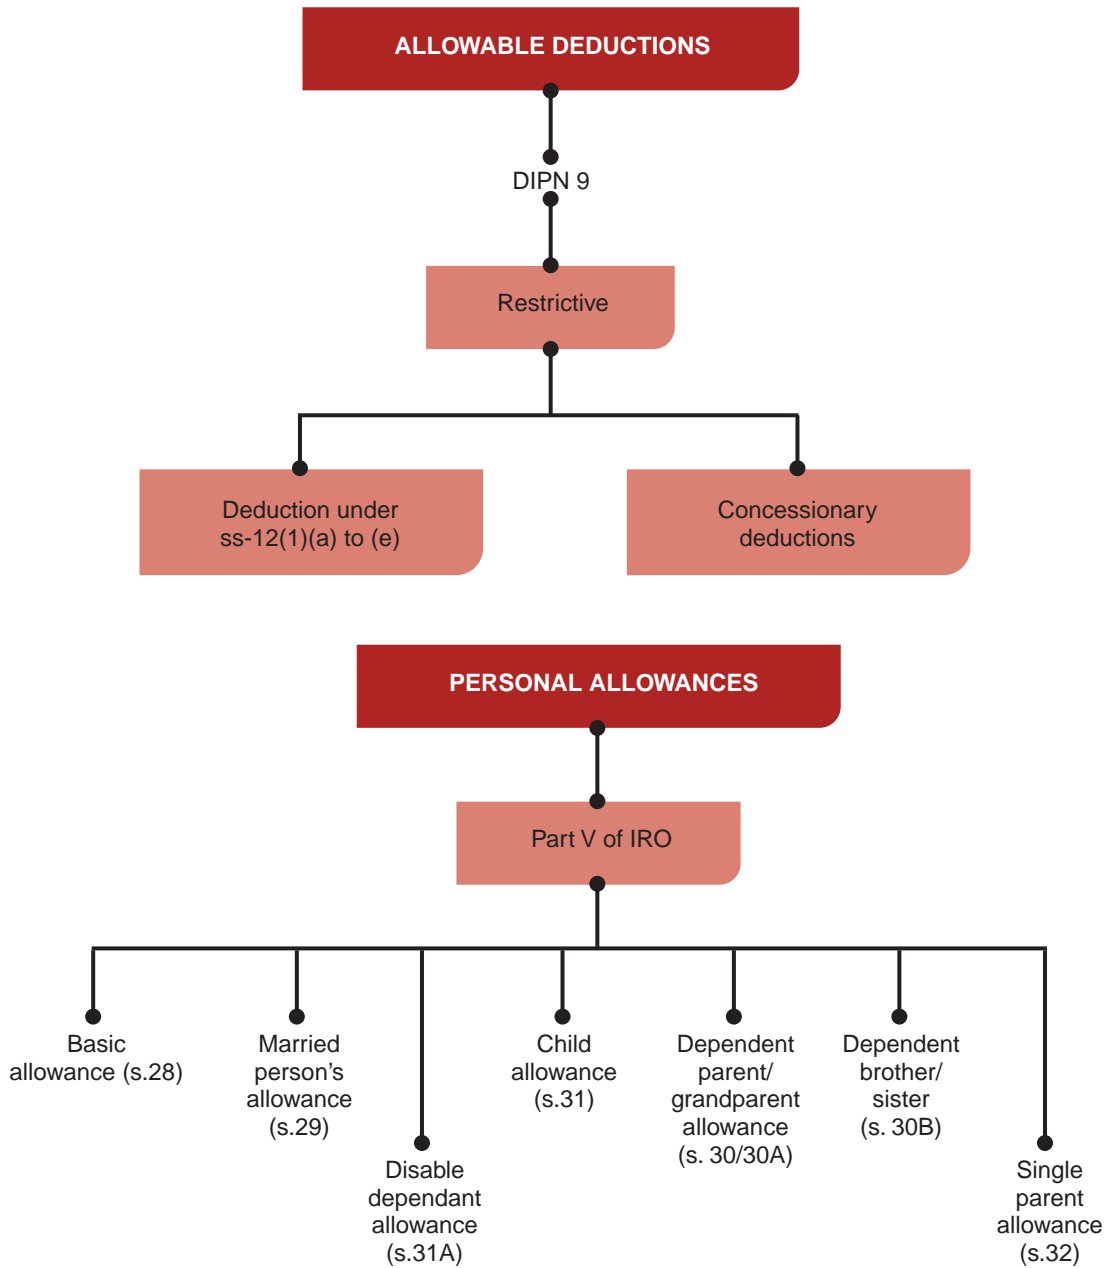 ALLOWABLE DEDUCTIONS
DIPN 9
Restrictive
Deduction under
ss-12(1)(a) to (e)
Concessionary
deductions
PERSONAL ALLOWANCES
Part V of IRO
Basic
allowance (s.28)
Married
person's
allowance
(s.29)
Disable
dependant
allowance
(s.31A)
Child
allowance
(s.31)
Dependent
parent/
grandparent
allowance
(s. 30/30A)
Dependent
brother/
sister
(s. 30B)
Single
parent
allowance
(s.32)